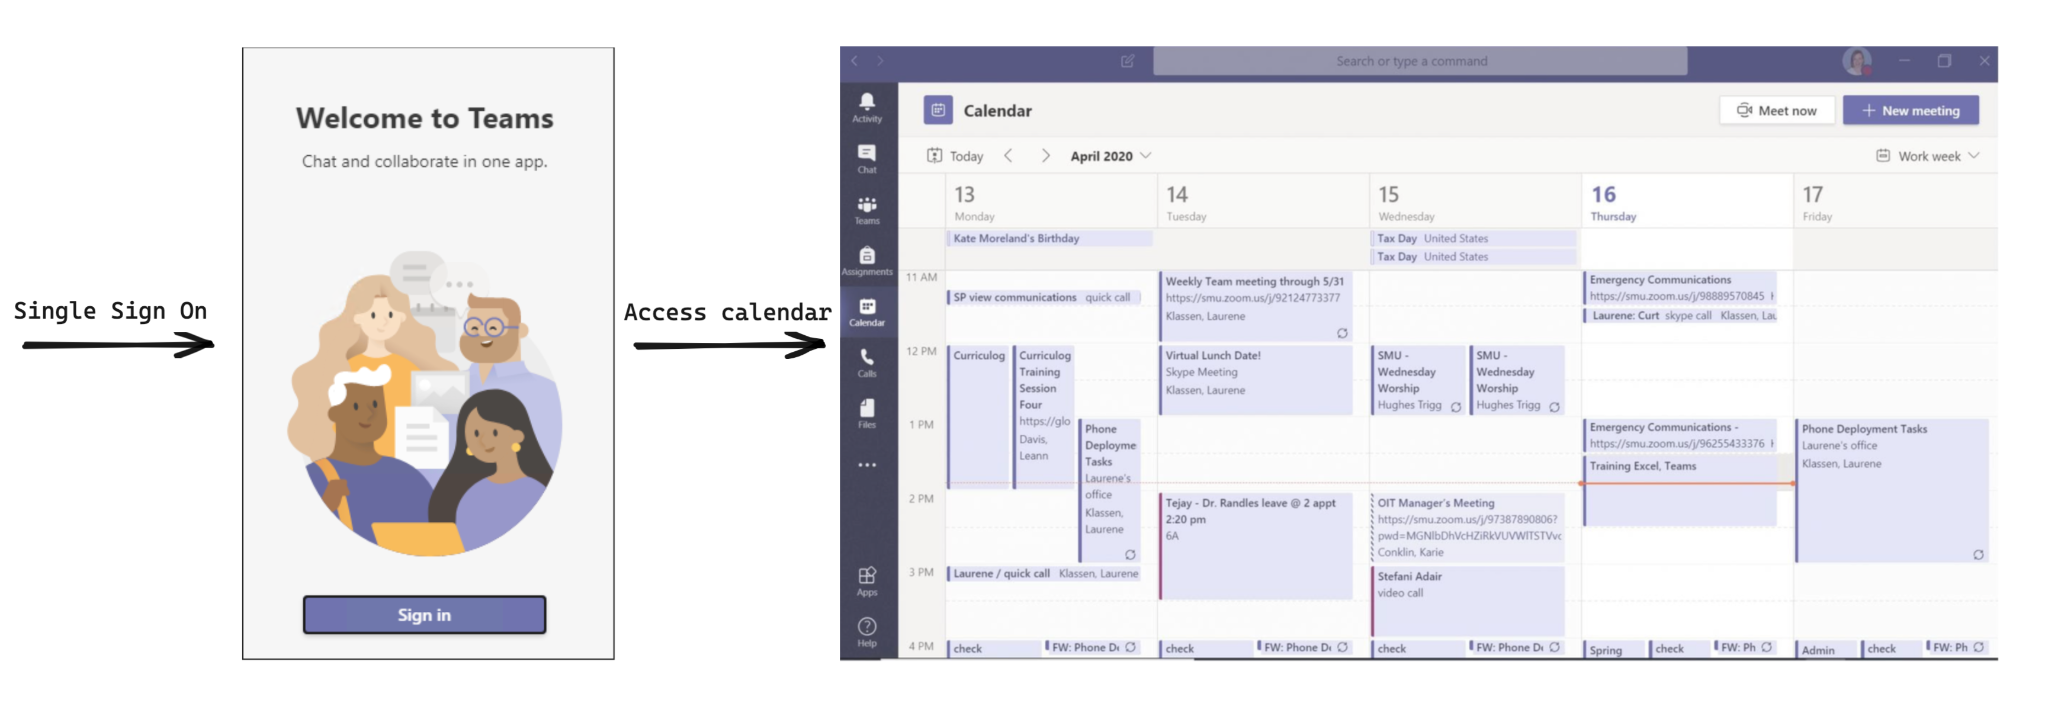 Single Sign On
Welcome to Teams
Chat and collaborate in one app.
Sign in
Access calendar
Search or type a command
Activity
Chat
Teams
Assignments
Calendar
Calls
Files
Apps
Help
Calendar
Meet now
New meeting
Today
April 2020
Work week
13
Monday
14
Tuesday
15
Wednesday
16
Thursday
17
Friday
Kate Moreland's Birthday
Tax Day United States
Tax Day United States
11 AM
12 PM
1 PM
2 PM
3 PM
4 PM
SP view communications quick call
Curriculog
Curriculog
Training
Session
Four
https://glo
Davis,
Leann
Phone
Deployme
Tasks
Laurene's
office
Klassen,
Laurene
Laurene / quick call Klassen, Laurene
check
FW: Phone De
Weekly Team meeting through 5/31
https://smu.zoom.us/j/92124773377
Klassen, Laurene
Virtual Lunch Date!
Skype Meeting
Klassen, Laurene
Tejay - Dr. Randles leave @ 2 appt
2:20 pm
6A
check
FW: Phone De
SMU -
Wednesday
Worship
Hughes Trigg
SMU -
Wednesday
Worship
Hughes Trigg
OIT Manager's Meeting
https://smu.zoom.us/j/97387890806?
Conklin, Karie
Stefani Adair
video call
check
FW: Phone De
Emergency Communications
https://smu.zoom.us/j/98889570845
Laurene: Curt skype call Klassen, Lau
Emergency Communications -
https://smu.zoom.us/j/96255433376
Training Excel, Teams
Spring
check
FW: Ph
Phone Deployment Tasks
Laurene's office
Klassen, Laurene
Admin
check
FW: Ph